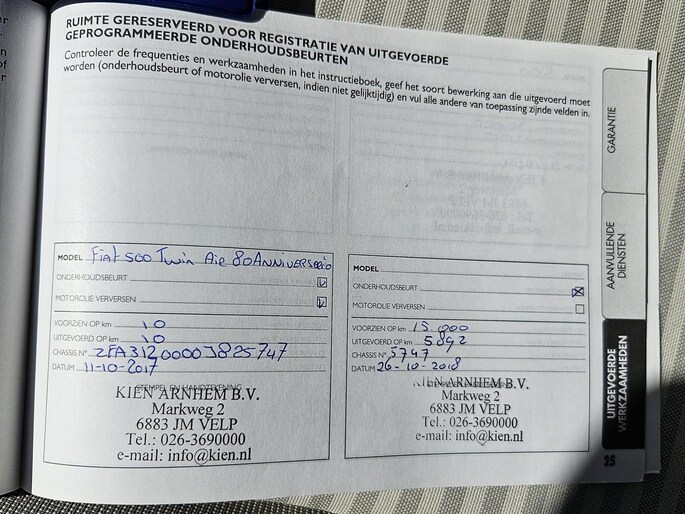 RUIMTE GERESERVEERD VOOR REGISTRATIE VAN UITGEVOERDE
GEPROGRAMMEERDE ONDERHOUDSBEURTEN
Controleer de frequenties en werkzaamheden in het instructieboek, geef het soort bewerking aan die uitgevoerd moet
worden (onderhoudsbeurt of motorolie verversen, indien niet gelijktijdig) en vul alle andere van toepassing zijnde velden in.
MODEL Fiat 500 Twin Air 80 Anniversario
ONDERHOUDSBEURT
MOTOROLIE VERVERSEN
VOORZIEN OP km 10
UITGEVOERD OP km 10
CHASSIS N° ZFA3120000J825747
DATUM 11-10-2017
STEMPEL EN HANDTEKENING
KIEN ARNHEM B.V.
Markweg 2
6883 JM VELP
Tel.: 026-3690000
e-mail: info@kien.nl
MODEL
ONDERHOUDSBEURT
MOTOROLIE VERVERSEN
VOORZIEN OP km 15.000
UITGEVOERD OP km 5892
CHASSIS N° 5747
DATUM 26-10-2018
KIEN ARNHEM B.V.
Markweg 2
6883 JM VELP
Tel.: 026-3690000
e-mail: info@kien.nl
GARANTIE
AANVULLENDE
DIENSTEN
UITGEVOERDE
WERKZAAMHEDEN
25